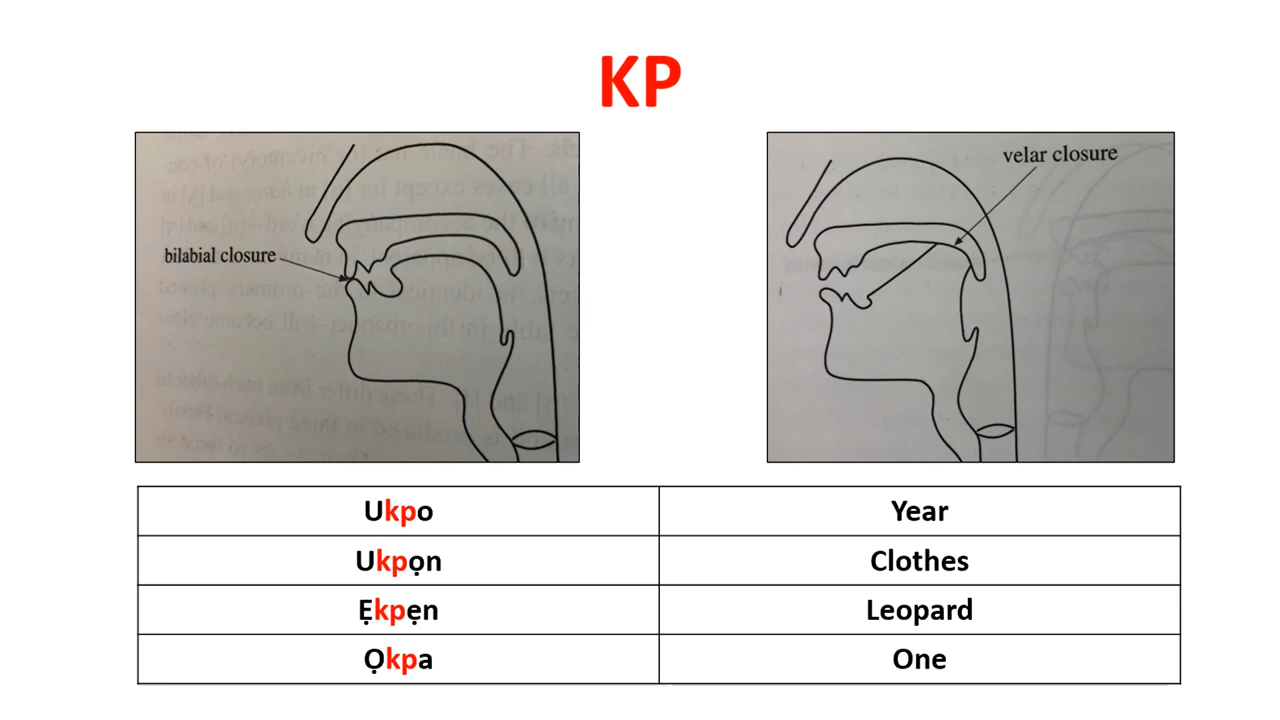 KP
bilabial closure
velar closure
Ukpo Year
Ukpọn Clothes
Ẹkpẹn Leopard
Ọkpa One